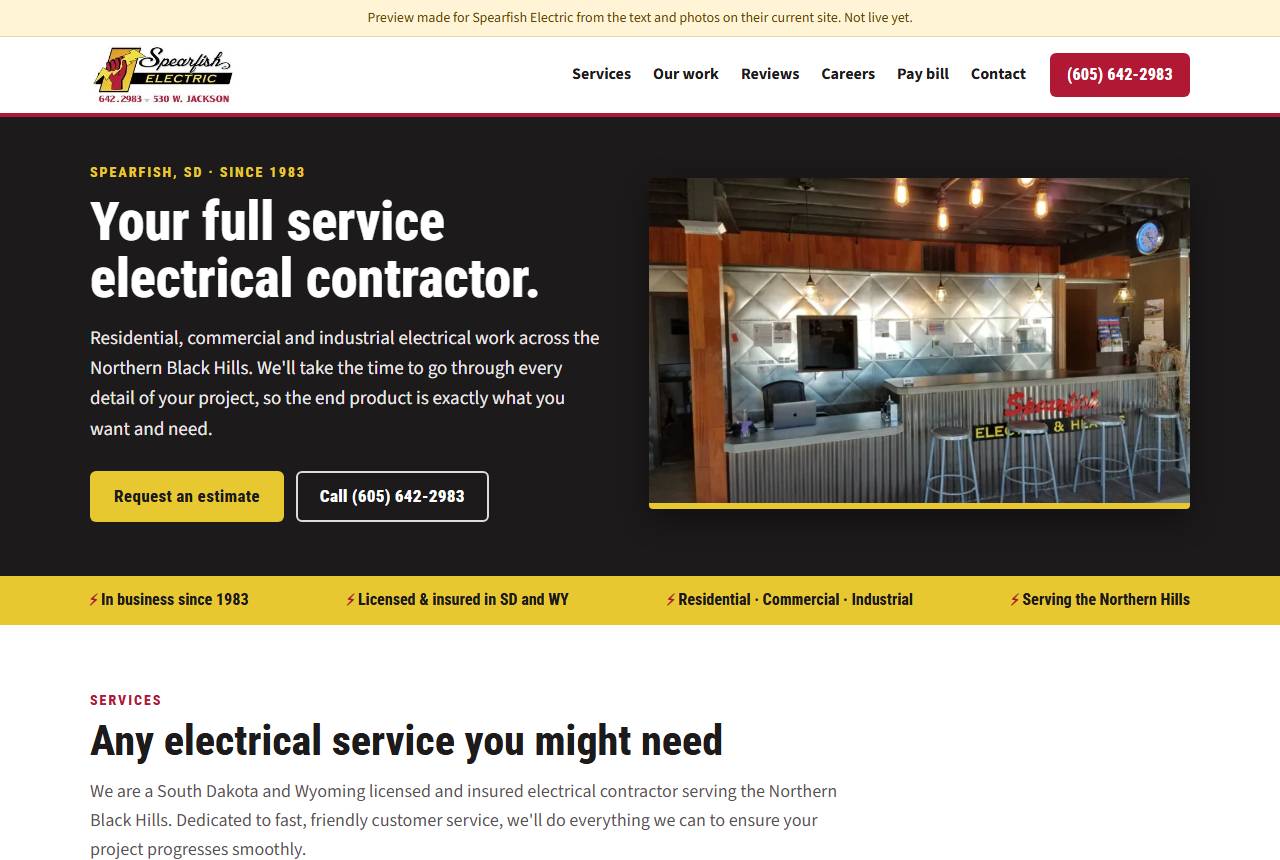 Preview made for Spearfish Electric from the text and photos on their current site. Not live yet.
Spearfish
ELECTRIC
642.2983 - 530 W. JACKSON
Services
Our work
Reviews
Careers
Pay bill
Contact
(605) 642-2983
SPEARFISH, SD · SINCE 1983
Your full service
electrical contractor.
Residential, commercial and industrial electrical work across the
Northern Black Hills. We'll take the time to go through every
detail of your project, so the end product is exactly what you
want and need.
Request an estimate
Call (605) 642-2983
Spearfish
⚡ In business since 1983
⚡ Licensed & insured in SD and WY
⚡ Residential · Commercial · Industrial
⚡ Serving the Northern Hills
SERVICES
Any electrical service you might need
We are a South Dakota and Wyoming licensed and insured electrical contractor serving the Northern
Black Hills. Dedicated to fast, friendly customer service, we'll do everything we can to ensure your
project progresses smoothly.